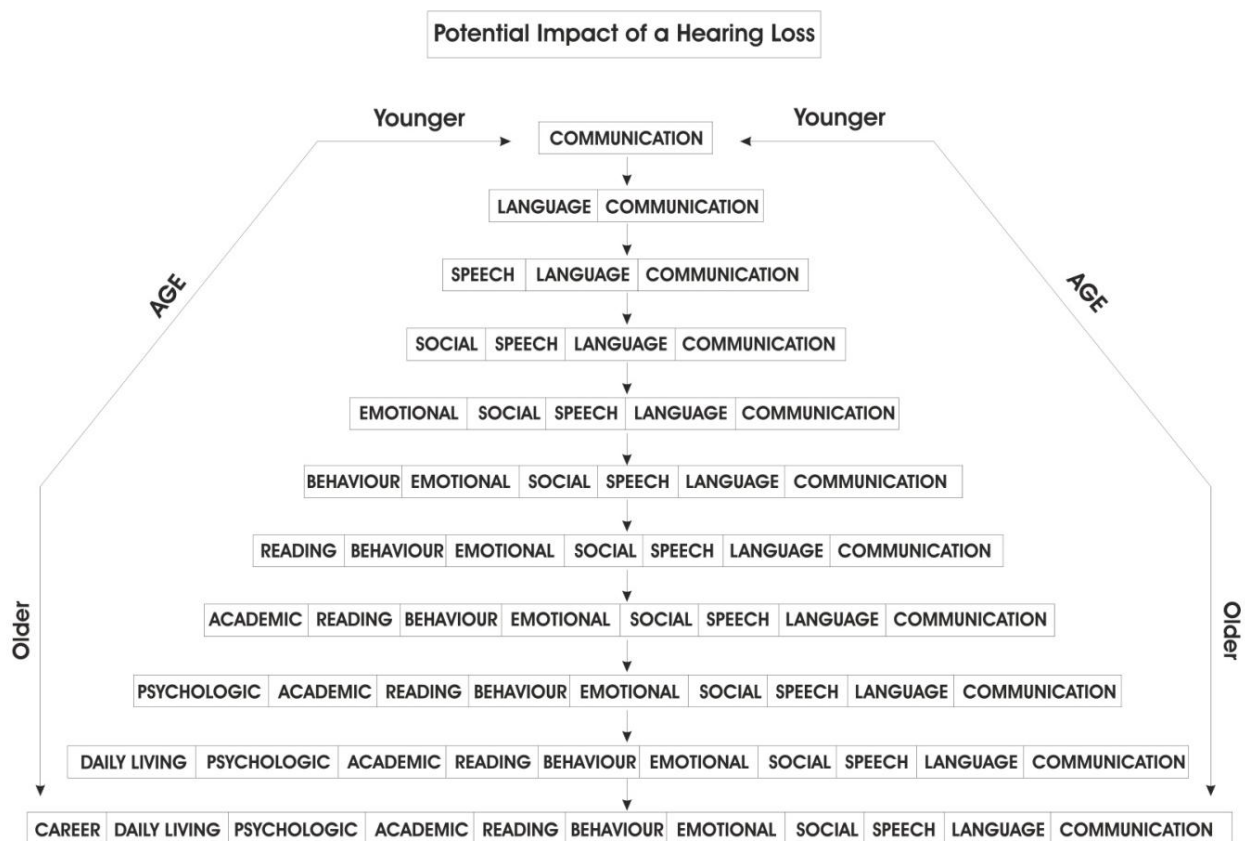 Potential Impact of a Hearing Loss
Younger Younger
COMMUNICATION
LANGUAGE COMMUNICATION
SPEECH LANGUAGE COMMUNICATION
AGE AGE
SOCIAL SPEECH LANGUAGE COMMUNICATION
EMOTIONAL SOCIAL SPEECH LANGUAGE COMMUNICATION
BEHAVIOUR EMOTIONAL SOCIAL SPEECH LANGUAGE COMMUNICATION
READING BEHAVIOUR EMOTIONAL SOCIAL SPEECH LANGUAGE COMMUNICATION
ACADEMIC READING BEHAVIOUR EMOTIONAL SOCIAL SPEECH LANGUAGE COMMUNICATION
Older Older
PSYCHOLOGIC ACADEMIC READING BEHAVIOUR EMOTIONAL SOCIAL SPEECH LANGUAGE COMMUNICATION
DAILY LIVING PSYCHOLOGIC ACADEMIC READING BEHAVIOUR EMOTIONAL SOCIAL SPEECH LANGUAGE COMMUNICATION
CAREER DAILY LIVING PSYCHOLOGIC ACADEMIC READING BEHAVIOUR EMOTIONAL SOCIAL SPEECH LANGUAGE COMMUNICATION